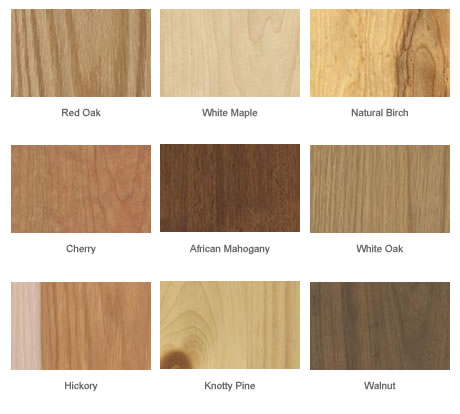 Red Oak
White Maple
Natural Birch
Cherry
African Mahogany
White Oak
Hickory
Knotty Pine
Walnut